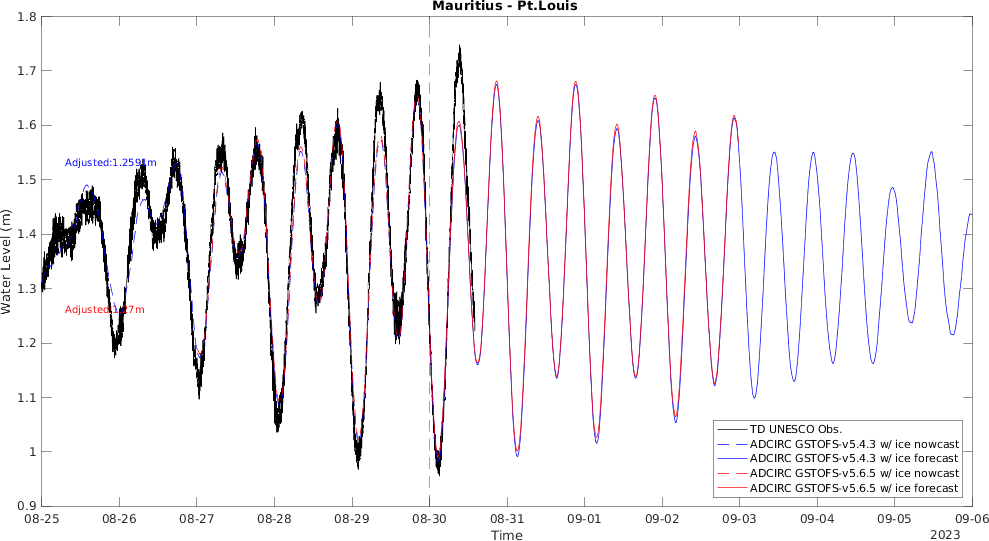 Mauritius - Pt.Louis
1.8
1.7
1.6
1.5
1.4
1.3
1.2
1.1
1
0.9
Water Level (m)
Adjusted:1.2591m
Adjusted:1.27m
TD UNESCO Obs.
ADCIRC GSTOFS-v5.4.3 w/ ice nowcast
ADCIRC GSTOFS-v5.4.3 w/ ice forecast
ADCIRC GSTOFS-v5.6.5 w/ ice nowcast
ADCIRC GSTOFS-v5.6.5 w/ ice forecast
08-25 08-26 08-27 08-28 08-29 08-30 08-31 09-01 09-02 09-03 09-04 09-05 09-06
Time
2023